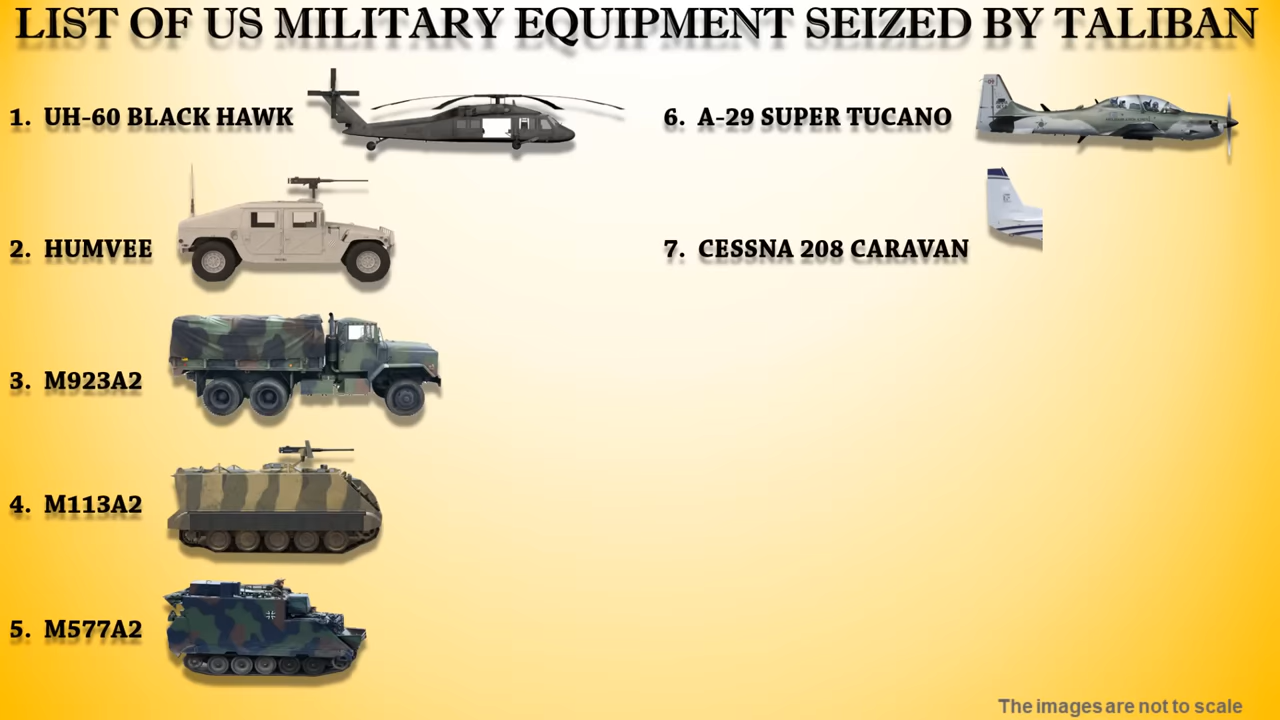 LIST OF US MILITARY EQUIPMENT SEIZED BY TALIBAN
1. UH-60 BLACK HAWK
2. HUMVEE
3. M923A2
4. M113A2
5. M577A2
6. A-29 SUPER TUCANO
7. CESSNA 208 CARAVAN
The images are not to scale